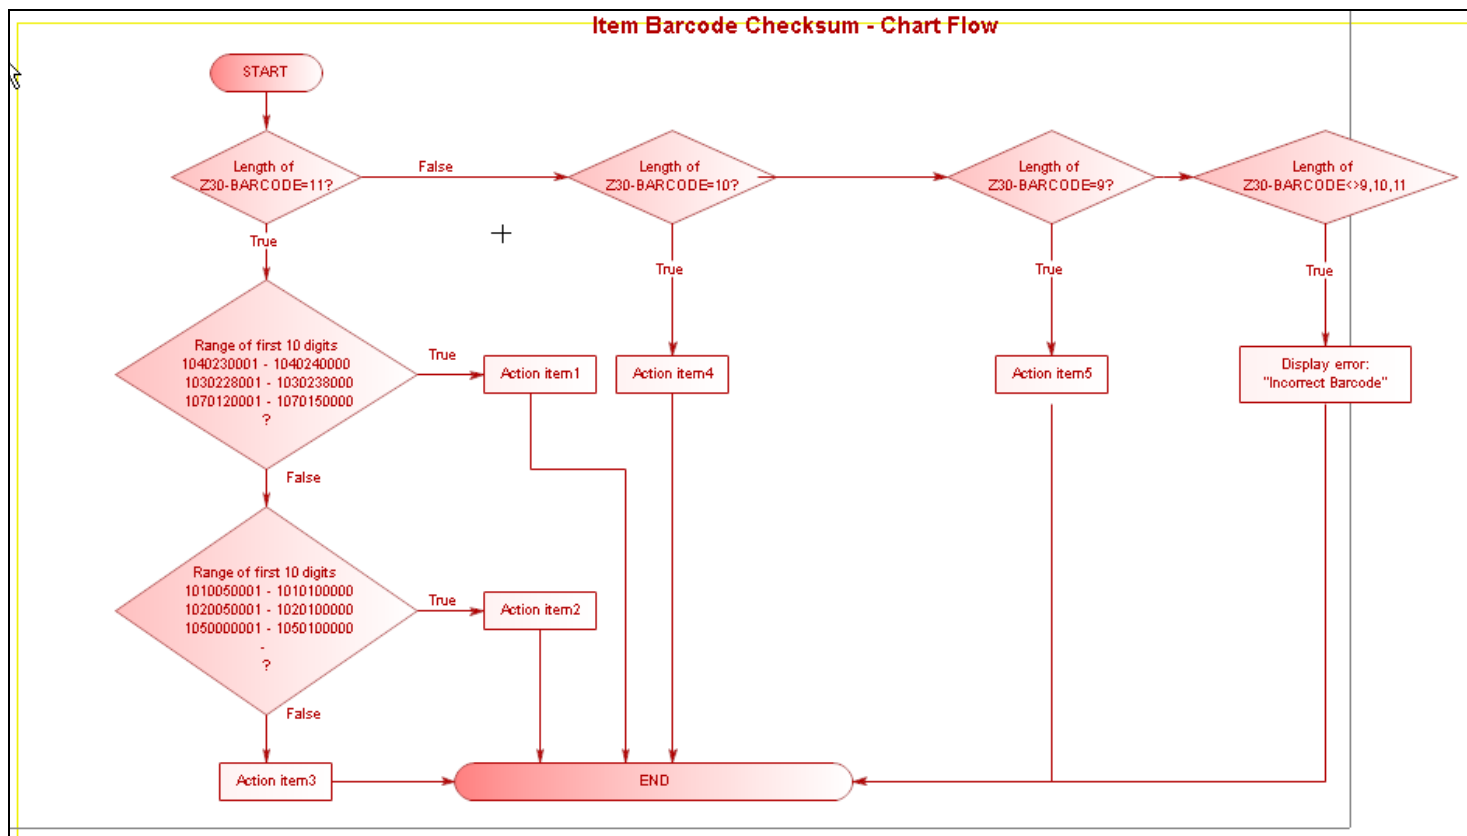 Item Barcode Checksum - Chart Flow
START
Length of
Z30-BARCODE=11?
False
Length of
Z30-BARCODE=10?
Length of
Z30-BARCODE=9?
Length of
Z30-BARCODE<>9,10,11
True
True
True
True
Range of first 10 digits
1040230001 - 1040240000
1030228001 - 1030238000
1070120001 - 1070150000
?
True
Action item1
Action item4
Action item5
Display error:
"Incorrect Barcode"
False
Range of first 10 digits
1010050001 - 1010100000
1020050001 - 1020100000
1050000001 - 1050100000
-
?
True
Action item2
False
Action item3
END